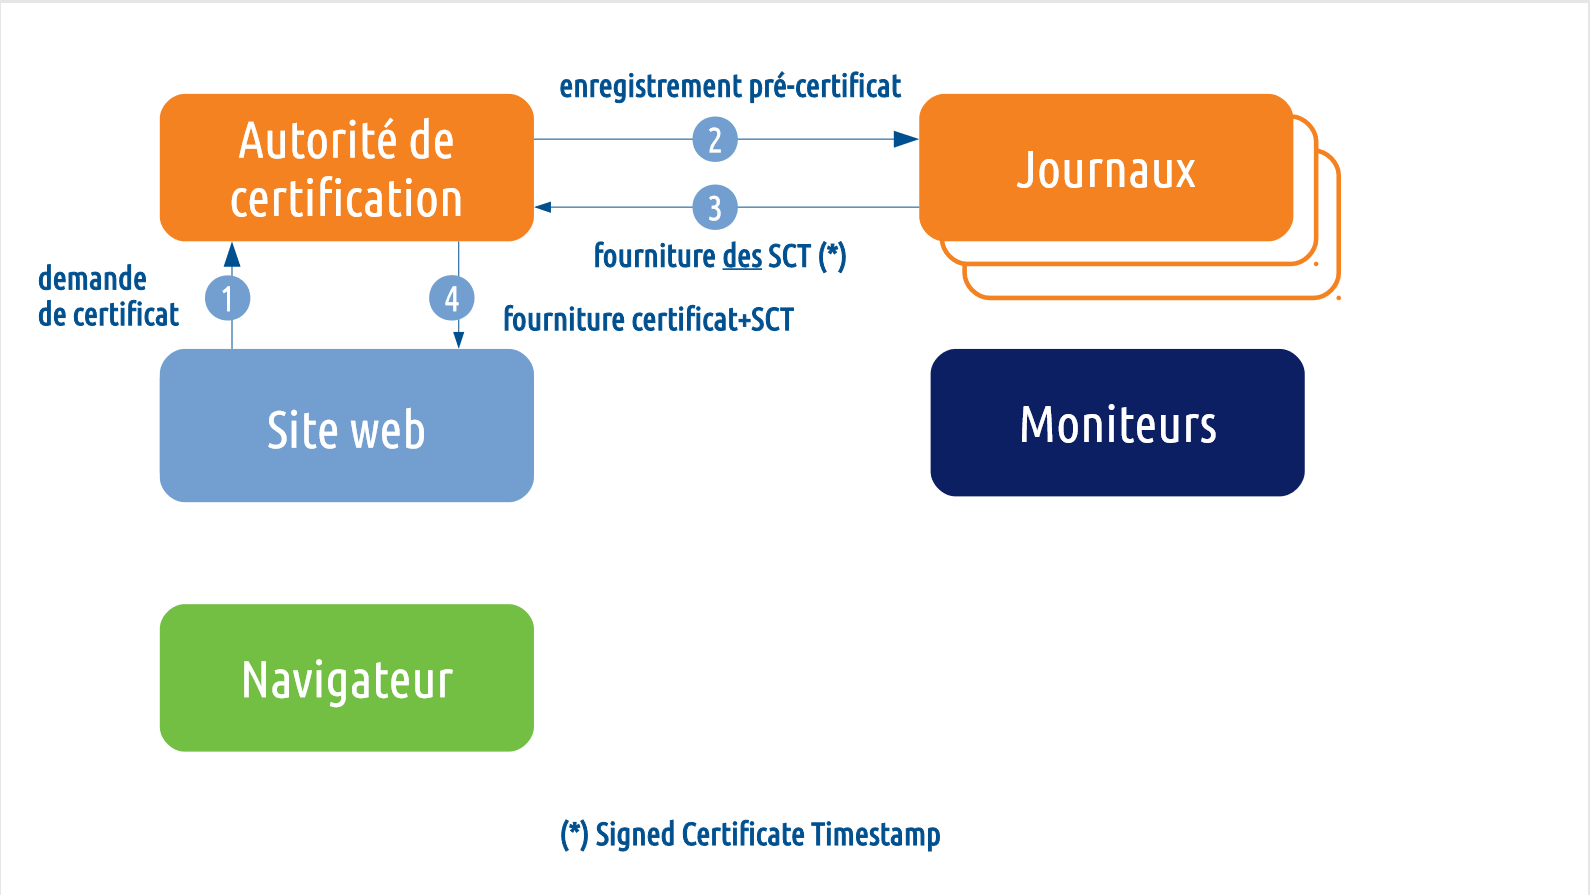 enregistrement pré-certificat
Autorité de
certification
2
Journaux
3
fourniture des SCT (*)
demande
de certificat
1
4
fourniture certificat+SCT
Site web
Moniteurs
Navigateur
(*) Signed Certificate Timestamp